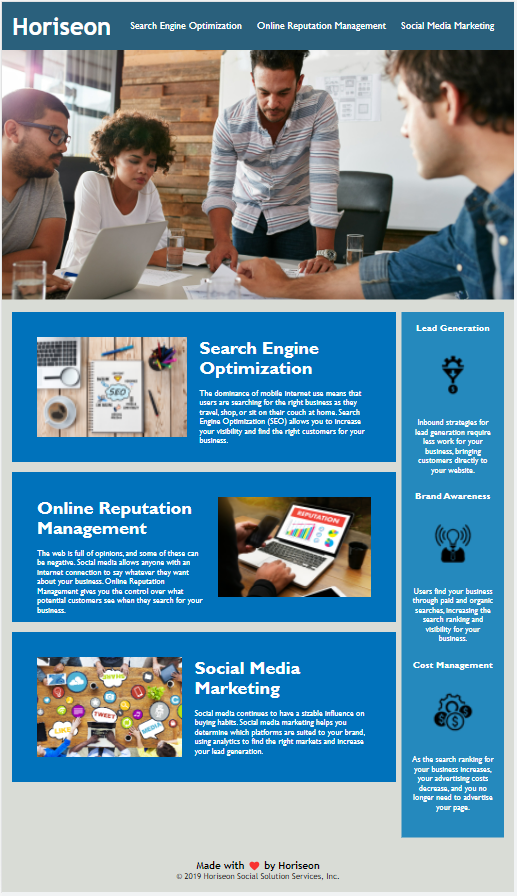 Horiseon
Search Engine Optimization
Online Reputation Management
Social Media Marketing
SEO
Search Engine
Optimization
The dominance of mobile internet use means that
users are searching for the right business as they
travel, shop, or sit on their couch at home. Search
Engine Optimization (SEO) allows you to increase
your visibility and find the right customers for your
business.
Online Reputation
Management
The web is full of opinions, and some of these can
be negative. Social media allows anyone with an
internet connection to say whatever they want
about your business. Online Reputation
Management gives you the control over what
potential customers see when they search for your
business.
REPUTATION
SHARE
TWEET
LIKE
MEDIA
Social Media
Marketing
Social media continues to have a sizable influence on
buying habits. Social media marketing helps you
determine which platforms are suited to your brand,
using analytics to find the right markets and increase
your lead generation.
Lead Generation
Inbound strategies for
lead generation require
less work for your
business, bringing
customers directly to
your website.
Brand Awareness
Users find your business
through paid and organic
searches, increasing the
search ranking and
visibility for your
business.
Cost Management
As the search ranking for
your business increases,
your advertising costs
decrease, and you no
longer need to advertise
your page.
Made with ❤️ by Horiseon
© 2019 Horiseon Social Solution Services, Inc.